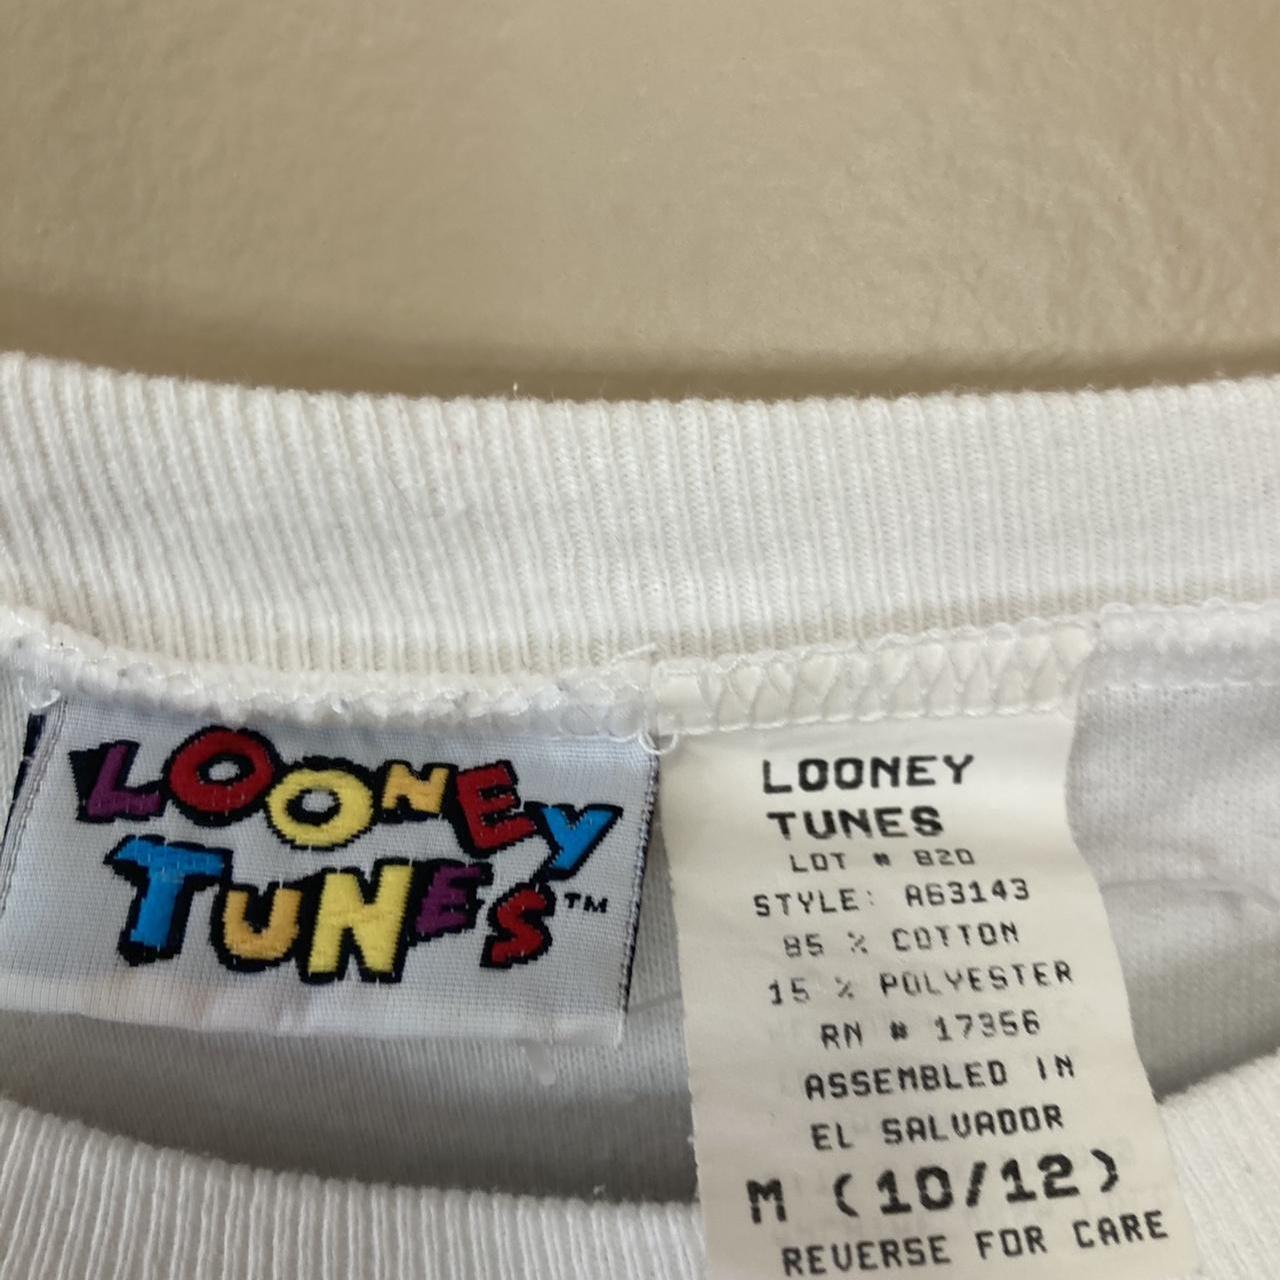 LOONEY
TUNES™
LOONEY
TUNES
LOT # 820
STYLE: A63143
85 % COTTON
15 % POLYESTER
RN # 17356
ASSEMBLED IN
EL SALVADOR
M (10/12)
REVERSE FOR CARE